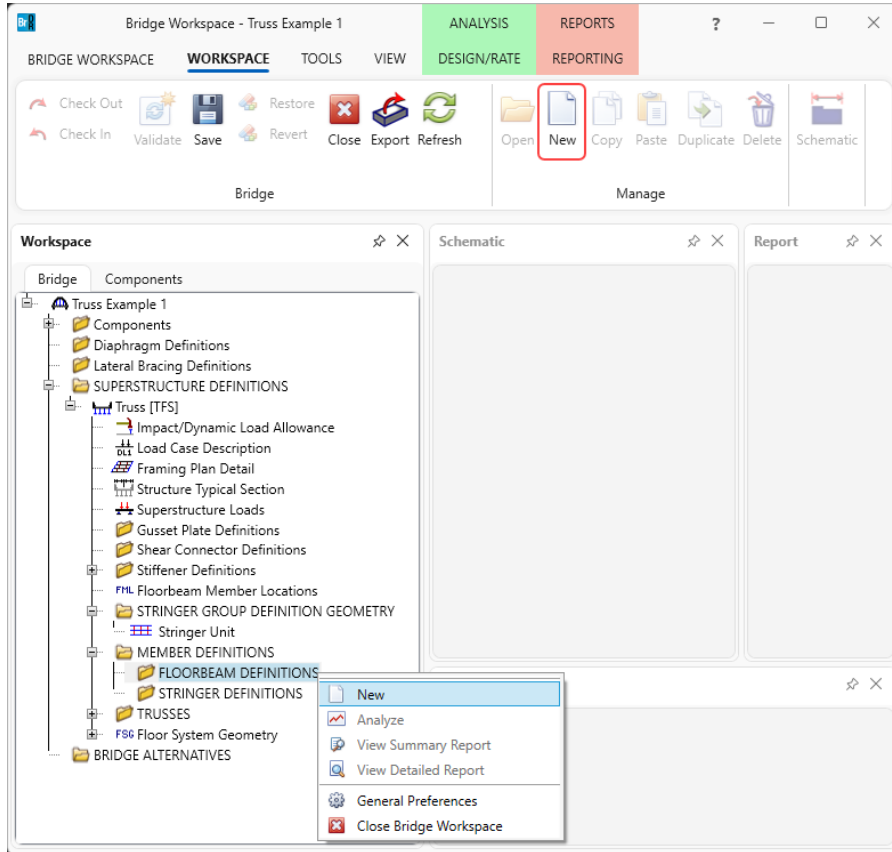 Br Bridge Workspace - Truss Example 1 ANALYSIS REPORTS ?
BRIDGE WORKSPACE WORKSPACE TOOLS VIEW DESIGN/RATE REPORTING
Check Out
Check In
Validate
Save
Restore
Revert
Close
Export
Refresh
Bridge
Open
New
Copy
Paste
Duplicate
Delete
Schematic
Manage
Workspace
Bridge Components
Truss Example 1
Components
Diaphragm Definitions
Lateral Bracing Definitions
SUPERSTRUCTURE DEFINITIONS
Truss [TFS]
Impact/Dynamic Load Allowance
DL1 Load Case Description
Framing Plan Detail
Structure Typical Section
Superstructure Loads
Gusset Plate Definitions
Shear Connector Definitions
Stiffener Definitions
FML Floorbeam Member Locations
STRINGER GROUP DEFINITION GEOMETRY
Stringer Unit
MEMBER DEFINITIONS
FLOORBEAM DEFINITIONS
STRINGER DEFINITIONS
TRUSSES
FSG Floor System Geometry
BRIDGE ALTERNATIVES
Schematic
Report
New
Analyze
View Summary Report
View Detailed Report
General Preferences
Close Bridge Workspace